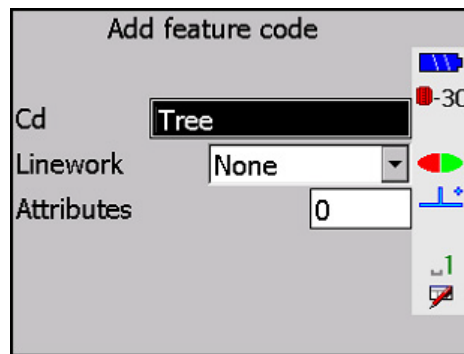 Add feature code
-30
Cd Tree
Linework None
Attributes 0
1